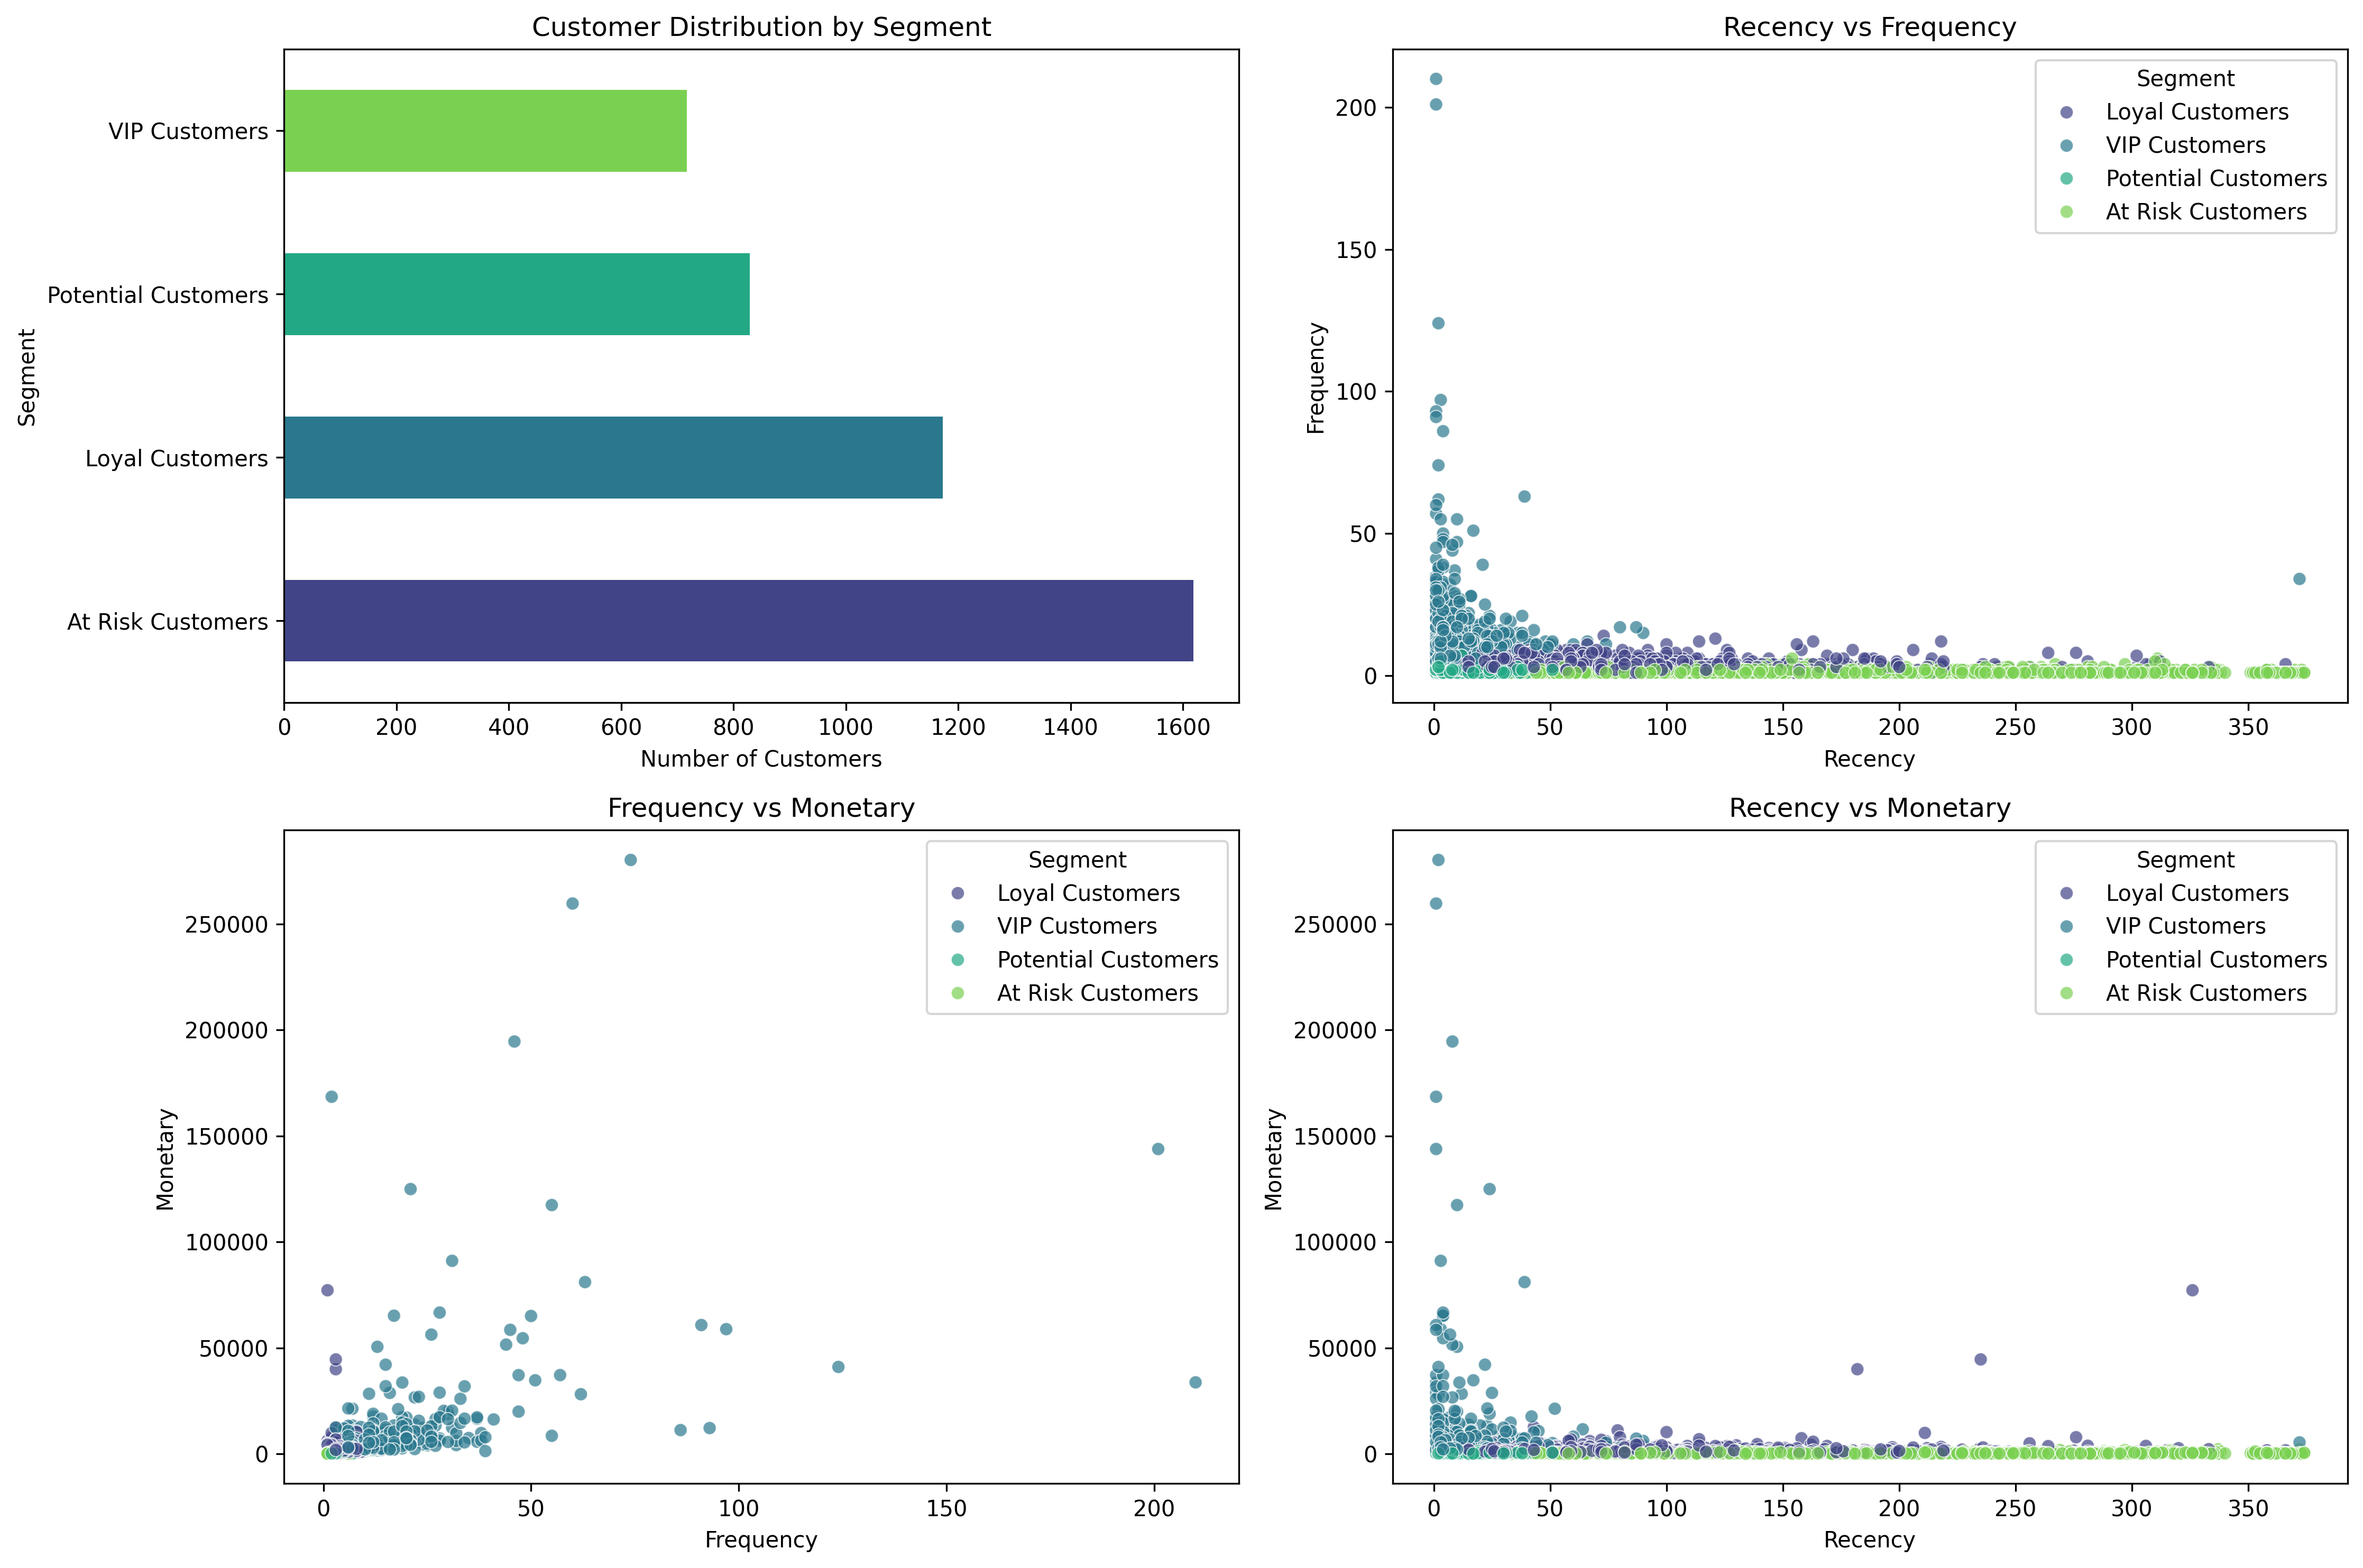 Customer Distribution by Segment
Segment
VIP Customers
Potential Customers
Loyal Customers
At Risk Customers
0 200 400 600 800 1000 1200 1400 1600
Number of Customers
Recency vs Frequency
Frequency
200
150
100
50
0
Segment
Loyal Customers
VIP Customers
Potential Customers
At Risk Customers
0 50 100 150 200 250 300 350
Recency
Frequency vs Monetary
Monetary
250000
200000
150000
100000
50000
0
Segment
Loyal Customers
VIP Customers
Potential Customers
At Risk Customers
0 50 100 150 200
Frequency
Recency vs Monetary
Monetary
250000
200000
150000
100000
50000
0
Segment
Loyal Customers
VIP Customers
Potential Customers
At Risk Customers
0 50 100 150 200 250 300 350
Recency